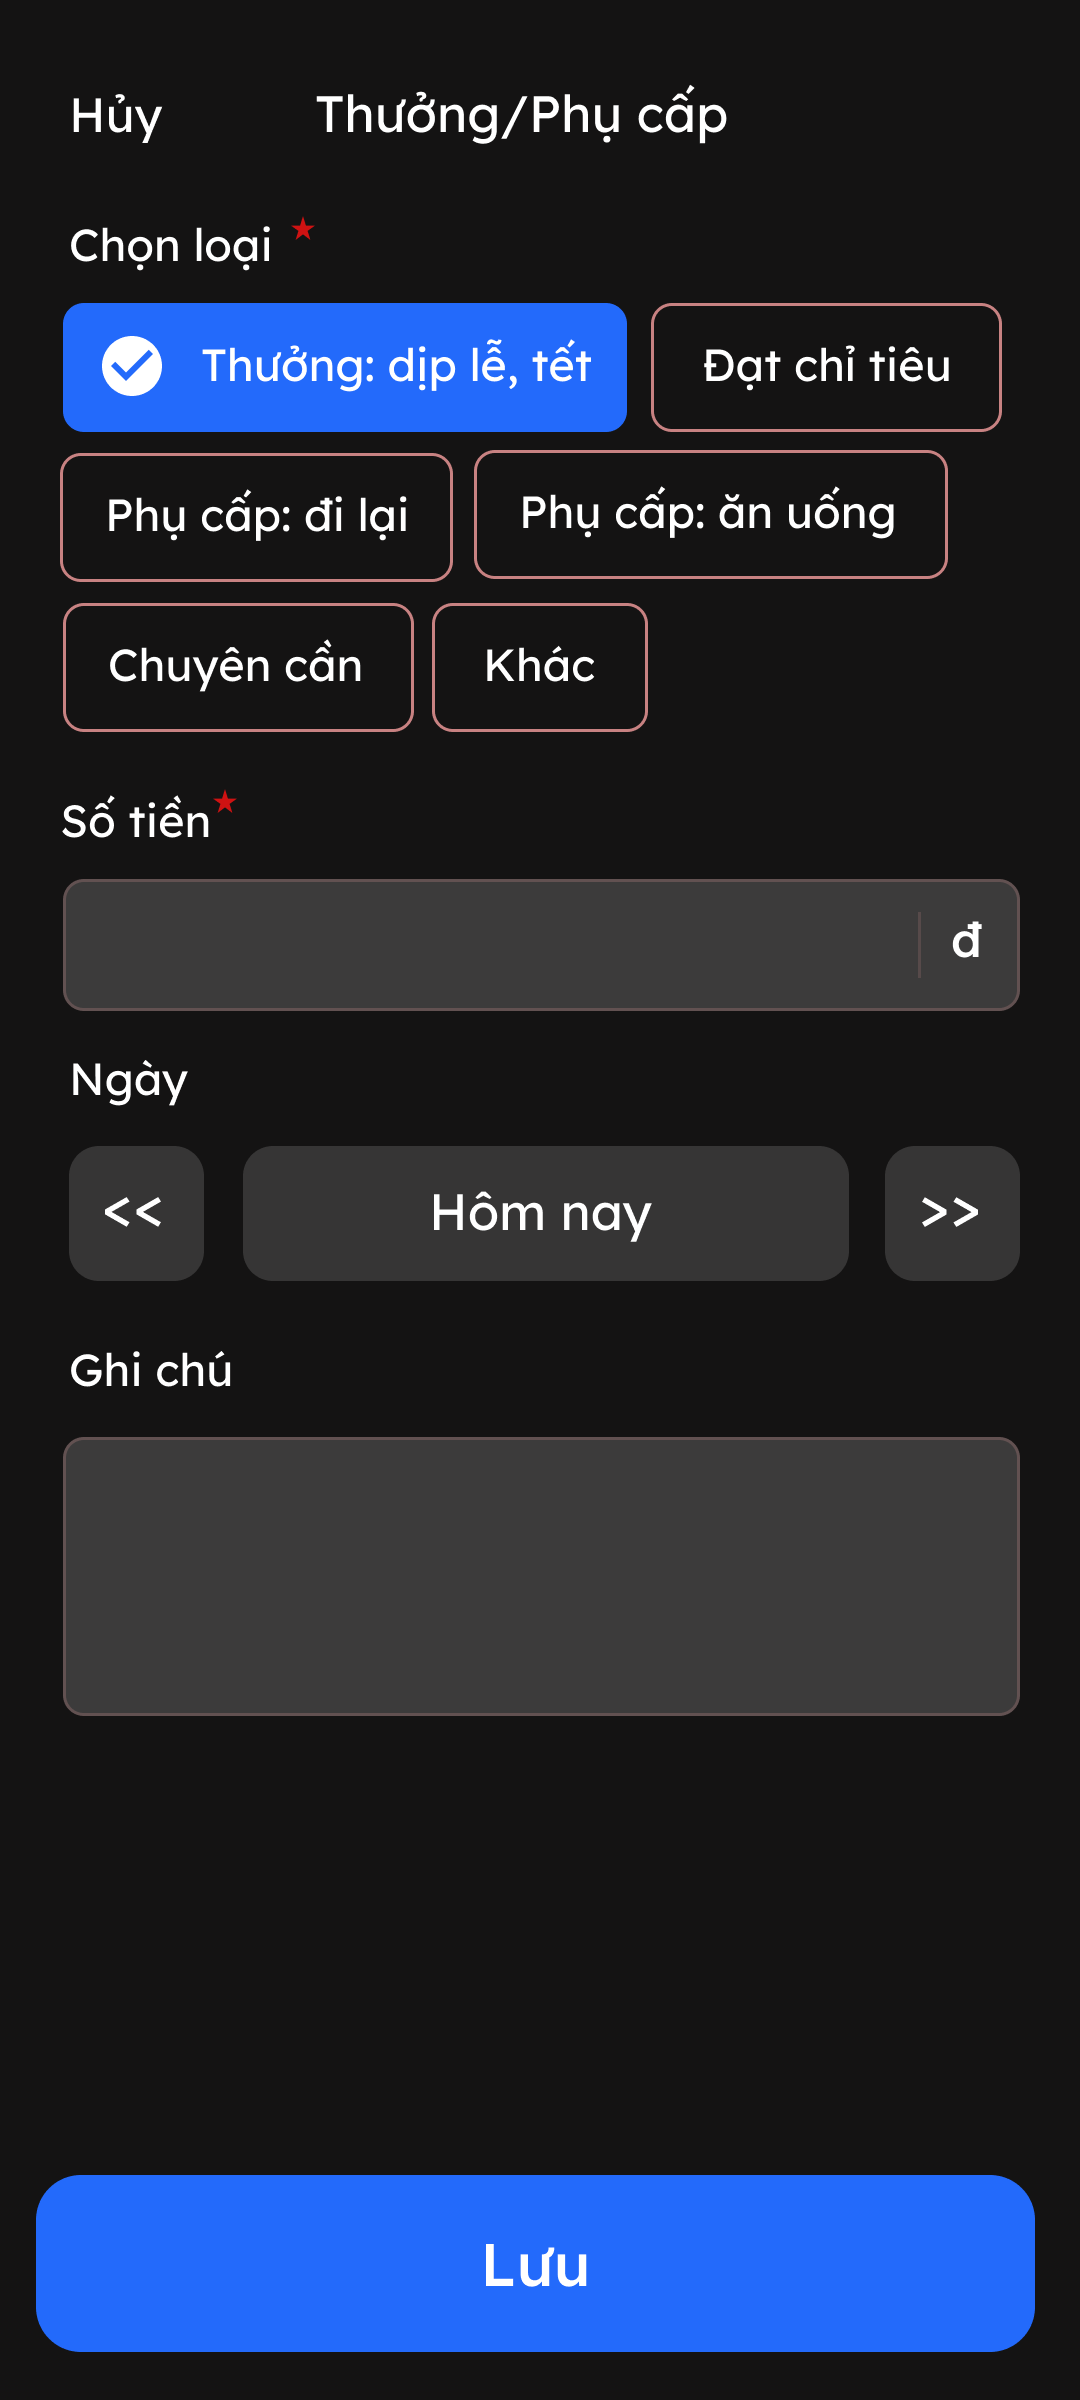 Hủy Thưởng/Phụ cấp
Chọn loại ★
Thưởng: dịp lễ, tết Đạt chỉ tiêu
Phụ cấp: đi lại Phụ cấp: ăn uống
Chuyên cần Khác
Số tiền★
đ
Ngày
<< Hôm nay >>
Ghi chú
Lưu